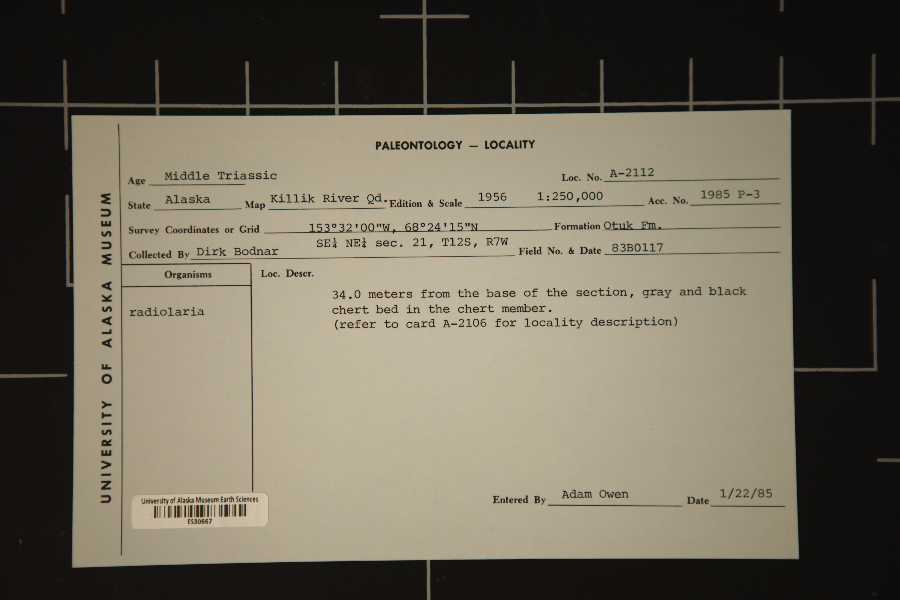 PALEONTOLOGY — LOCALITY
Age Middle Triassic Loc. No. A-2112
State Alaska Map Killik River Qd. Edition & Scale 1956 1:250,000 Acc. No. 1985 P-3
Survey Coordinates or Grid 153°32'00"W, 68°24'15"N Formation Otuk Fm.
SE¼ NE¼ sec. 21, T12S, R7W
Collected By Dirk Bodnar Field No. & Date 83B0117
Organisms Loc. Descr.
34.0 meters from the base of the section, gray and black
radiolaria chert bed in the chert member.
(refer to card A-2106 for locality description)
Entered By Adam Owen Date 1/22/85
University of Alaska Museum Earth Sciences
ES30667
UNIVERSITY OF ALASKA MUSEUM